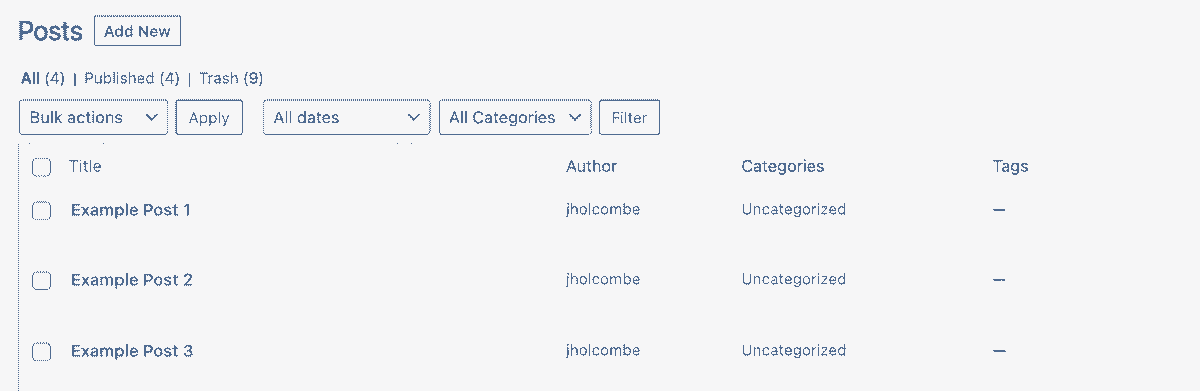 Posts Add New
All (4) | Published (4) | Trash (9)
Bulk actions Apply All dates All Categories Filter
Title Author Categories Tags
Example Post 1 jholcombe Uncategorized —
Example Post 2 jholcombe Uncategorized —
Example Post 3 jholcombe Uncategorized —